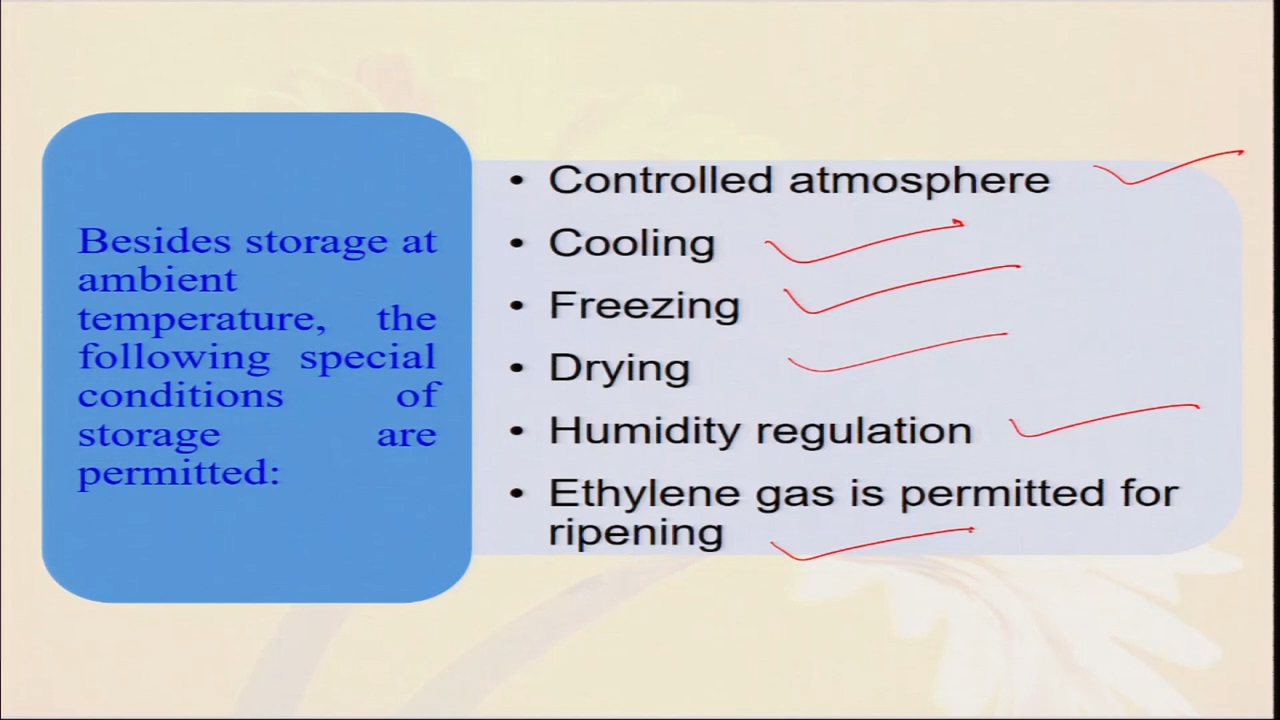 Besides storage at
ambient
temperature, the
following special
conditions of
storage are
permitted:
• Controlled atmosphere
• Cooling
• Freezing
• Drying
• Humidity regulation
• Ethylene gas is permitted for
ripening